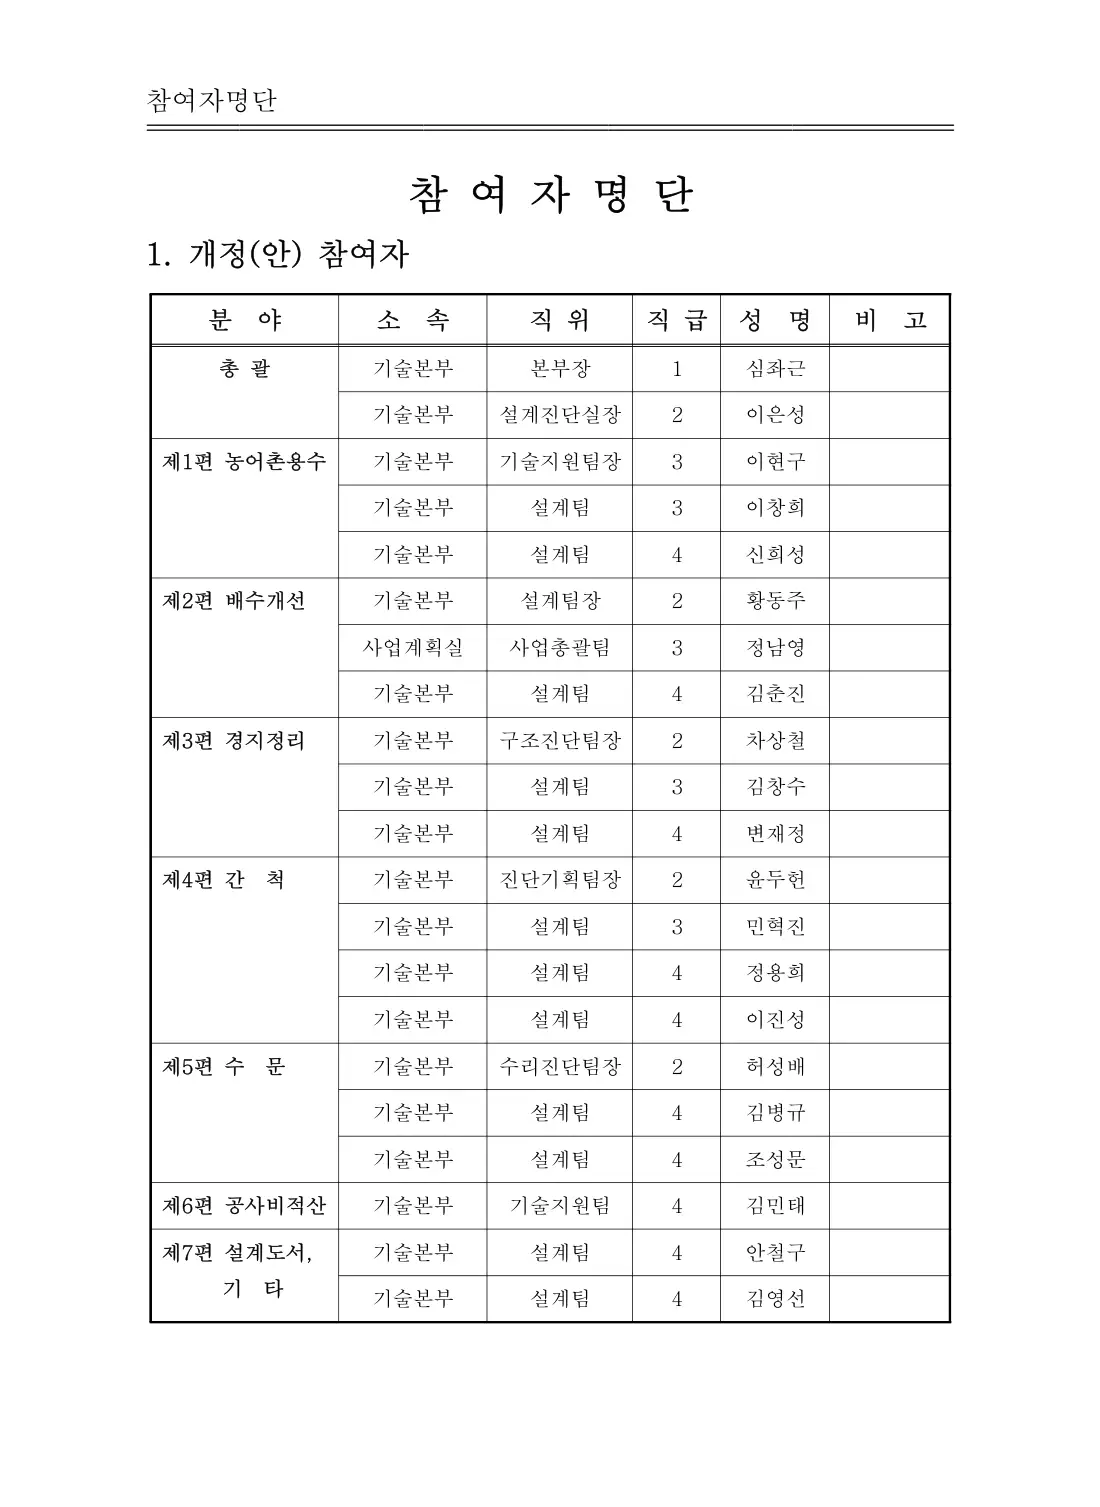 참여자명단
참 여 자 명 단
1. 개정(안) 참여자
분 야 소 속 직 위 직 급 성 명 비 고
총 괄 기술본부 본부장 1 심좌근
기술본부 설계진단실장 2 이은성
제1편 농어촌용수 기술본부 기술지원팀장 3 이현구
기술본부 설계팀 3 이창희
기술본부 설계팀 4 신희성
제2편 배수개선 기술본부 설계팀장 2 황동주
사업계획실 사업총괄팀 3 정남영
기술본부 설계팀 4 김춘진
제3편 경지정리 기술본부 구조진단팀장 2 차상철
기술본부 설계팀 3 김창수
기술본부 설계팀 4 변재정
제4편 간 척 기술본부 진단기획팀장 2 윤두헌
기술본부 설계팀 3 민혁진
기술본부 설계팀 4 정용희
기술본부 설계팀 4 이진성
제5편 수 문 기술본부 수리진단팀장 2 허성배
기술본부 설계팀 4 김병규
기술본부 설계팀 4 조성문
제6편 공사비적산 기술본부 기술지원팀 4 김민태
제7편 설계도서, 기술본부 설계팀 4 안철구
기 타 기술본부 설계팀 4 김영선